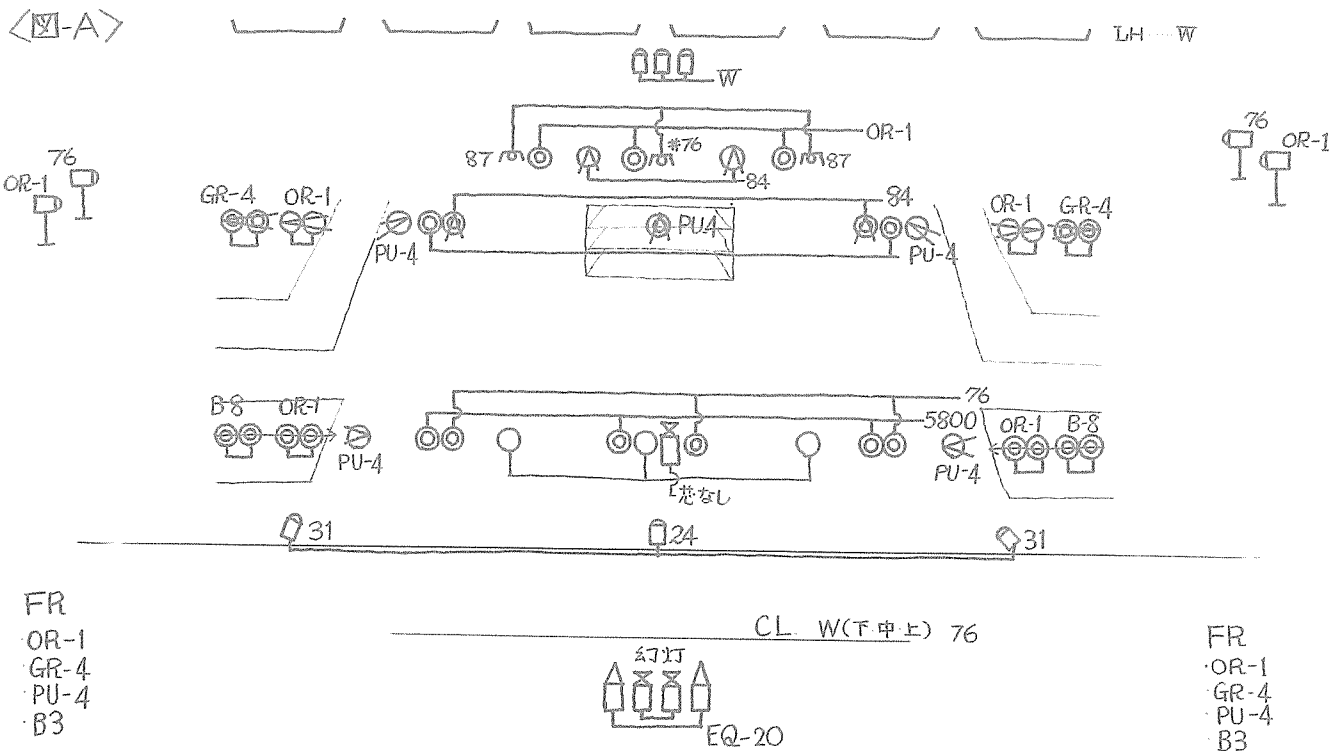 〈図-A〉
LH W
W
OR-1
87
#76
87
84
76
OR-1
76
OR-1
GR-4 OR-1
84
PU-4
PU-4
PU-4
OR-1 GR-4
76
5800
B-8 OR-1
PU-4
芯なし
PU-4
OR-1 B-8
31
24
31
CL W(下中上) 76
幻灯
EQ-20
FR
・OR-1
・GR-4
・PU-4
・B3
FR
・OR-1
・GR-4
・PU-4
・B3